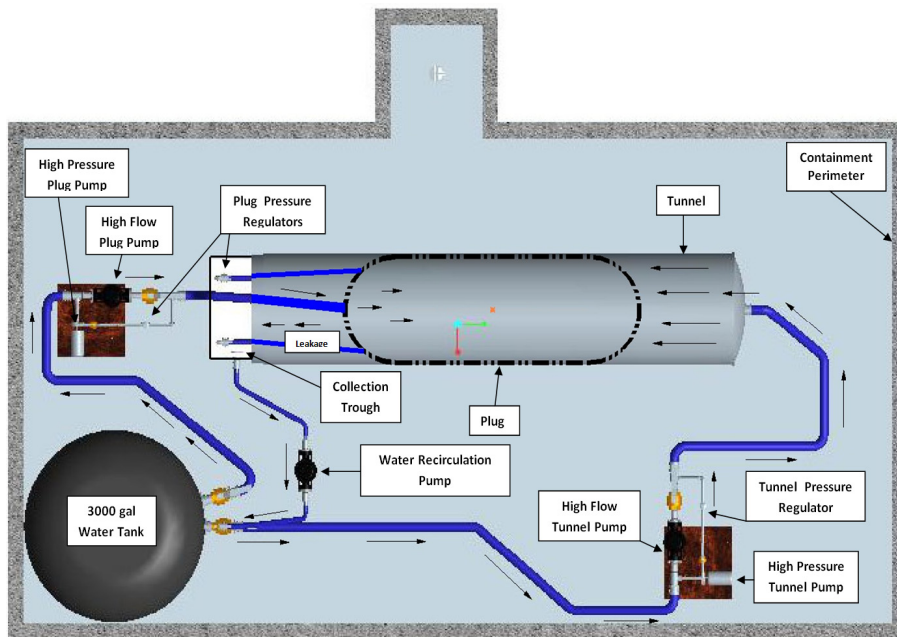 High Pressure
Plug Pump
High Flow
Plug Pump
Plug Pressure
Regulators
Tunnel
Containment
Perimeter
Leakare
Collection
Trough
Plug
Water Recirculation
Pump
3000 gal
Water Tank
High Flow
Tunnel Pump
Tunnel Pressure
Regulator
High Pressure
Tunnel Pump